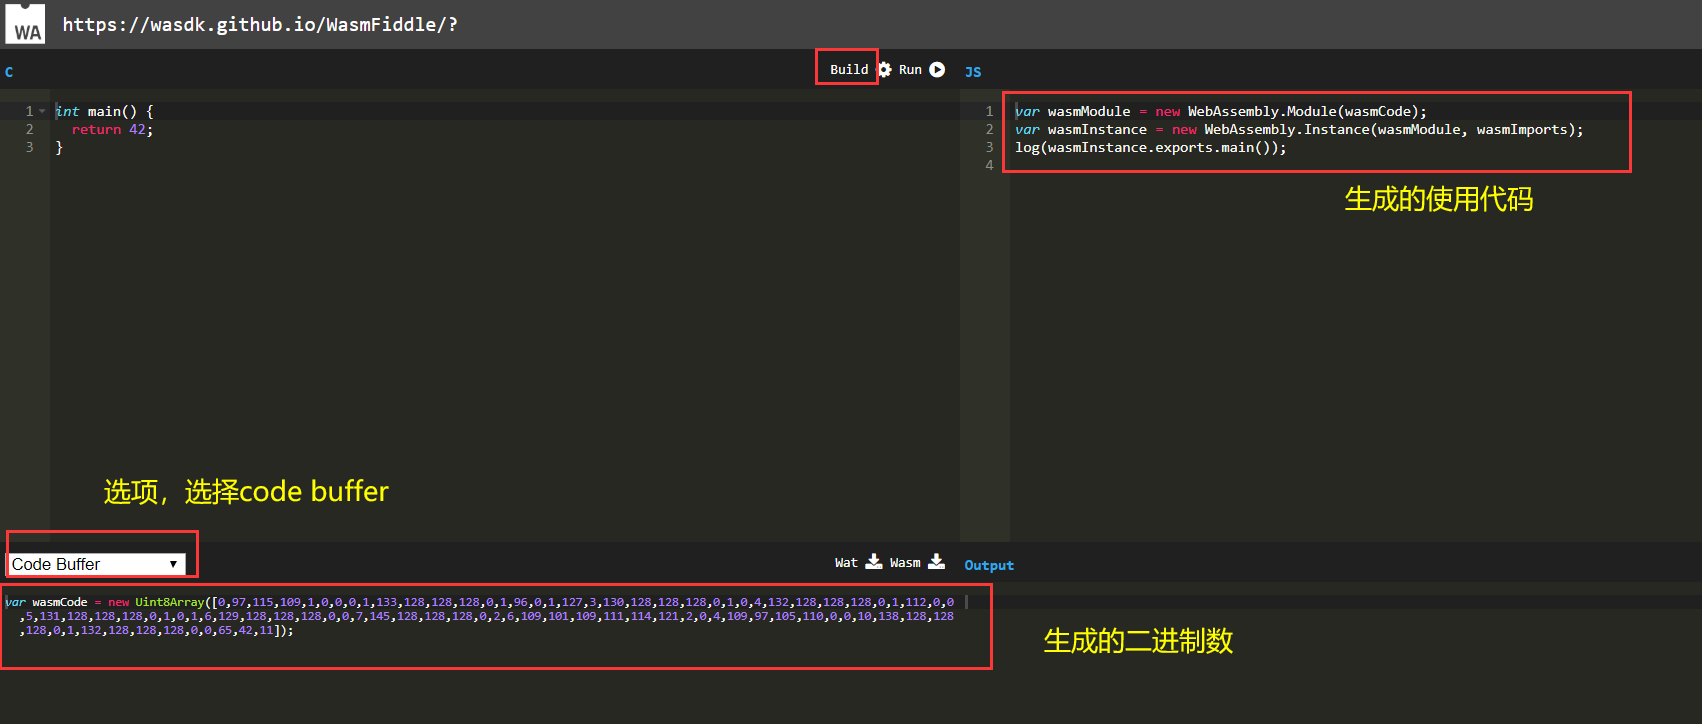 WA
https://wasdk.github.io/WasmFiddle/?
C
Build Run
JS
1 int main() {
2 return 42;
3 }
1 var wasmModule = new WebAssembly.Module(wasmCode);
2 var wasmInstance = new WebAssembly.Instance(wasmModule, wasmImports);
3 log(wasmInstance.exports.main());
4
生成的使用代码
选项，选择code buffer
Code Buffer
Wat Wasm
Output
var wasmCode = new Uint8Array([0,97,115,109,1,0,0,0,1,133,128,128,128,0,1,96,0,1,127,3,130,128,128,128,0,1,0,4,132,128,128,128,0,1,112,0,0
,5,131,128,128,128,0,1,0,1,6,129,128,128,128,0,0,7,145,128,128,128,0,2,6,109,101,109,111,114,121,2,0,4,109,97,105,110,0,0,10,138,128,128
,128,0,1,132,128,128,128,0,0,65,42,11]);
生成的二进制数